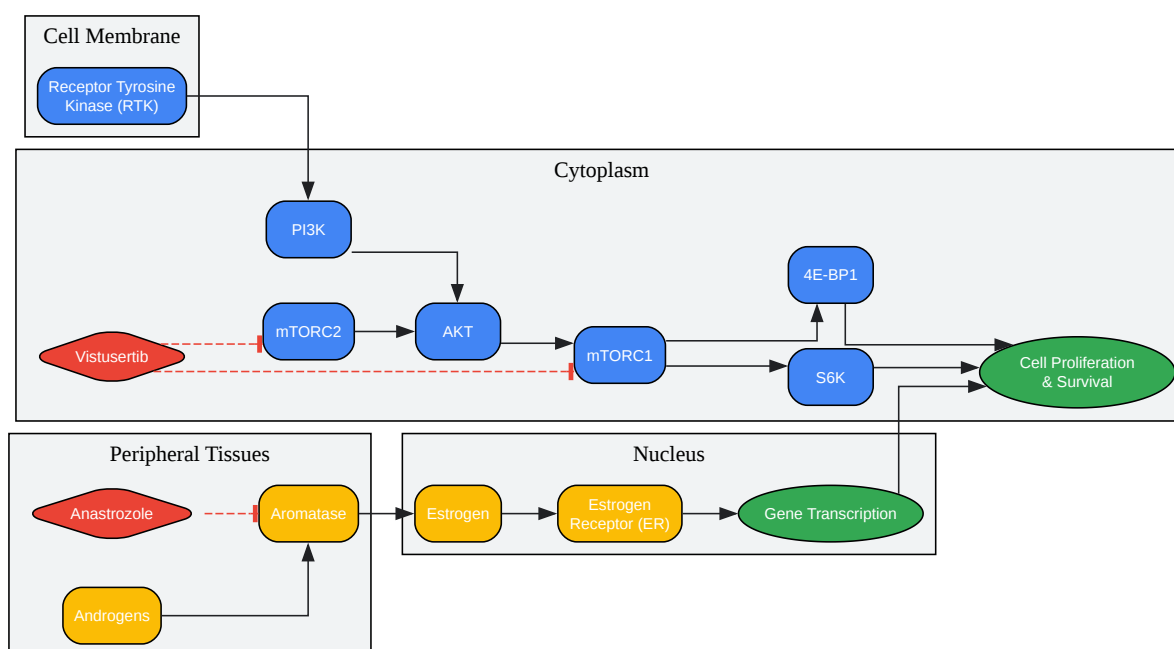 Cell Membrane
Receptor Tyrosine
Kinase (RTK)
Cytoplasm
PI3K
4E-BP1
mTORC2
AKT
Vistusertib
mTORC1
S6K
Cell Proliferation
& Survival
Peripheral Tissues
Nucleus
Anastrozole
Aromatase
Estrogen
Estrogen
Receptor (ER)
Gene Transcription
Androgens